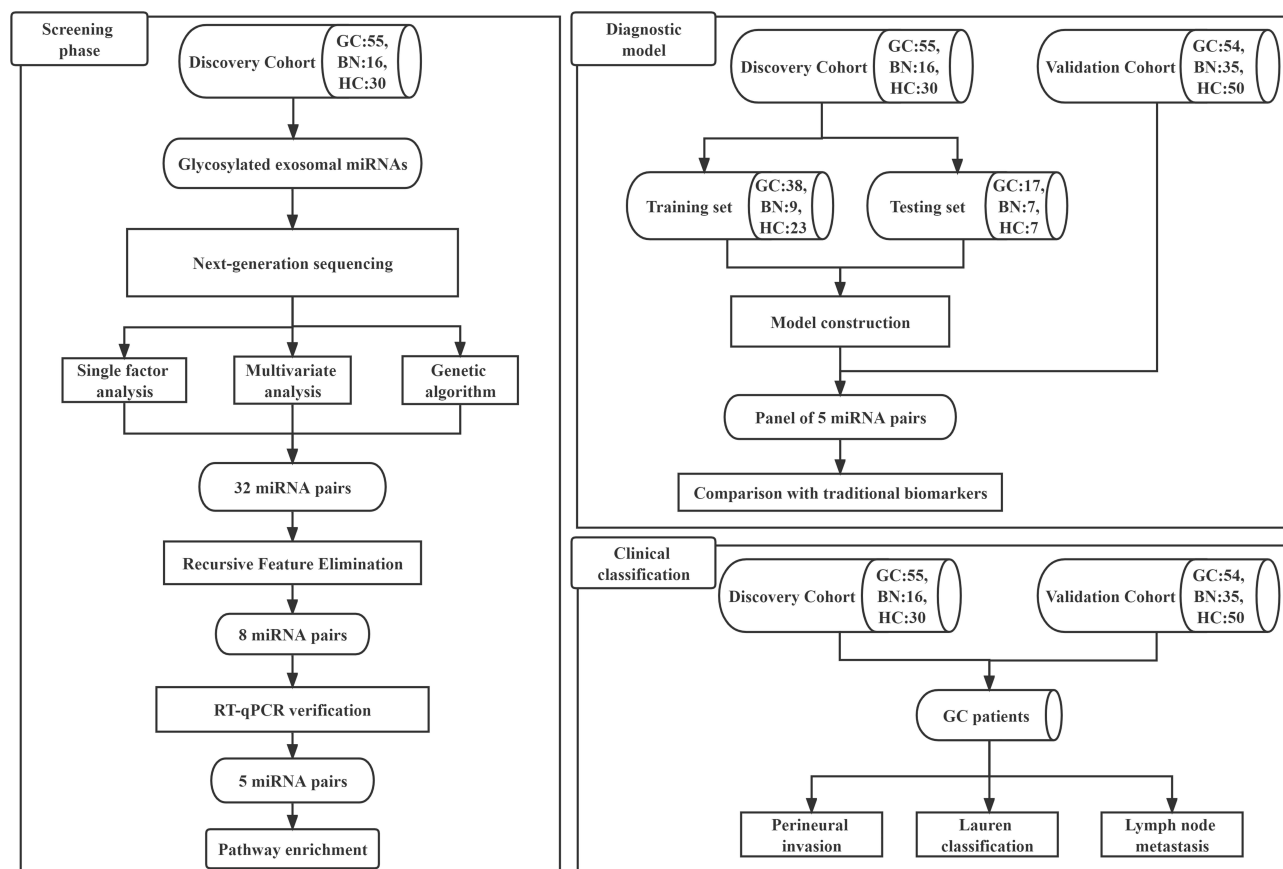 Screening
phase
Discovery Cohort
GC:55,
BN:16,
HC:30
Glycosylated exosomal miRNAs
Next-generation sequencing
Single factor
analysis
Multivariate
analysis
Genetic
algorithm
32 miRNA pairs
Recursive Feature Elimination
8 miRNA pairs
RT-qPCR verification
5 miRNA pairs
Pathway enrichment
Diagnostic
model
Discovery Cohort
GC:55,
BN:16,
HC:30
Validation Cohort
GC:54,
BN:35,
HC:50
Training set
GC:38,
BN:9,
HC:23
Testing set
GC:17,
BN:7,
HC:7
Model construction
Panel of 5 miRNA pairs
Comparison with traditional biomarkers
Clinical
classification
Discovery Cohort
GC:55,
BN:16,
HC:30
Validation Cohort
GC:54,
BN:35,
HC:50
GC patients
Perineural
invasion
Lauren
classification
Lymph node
metastasis